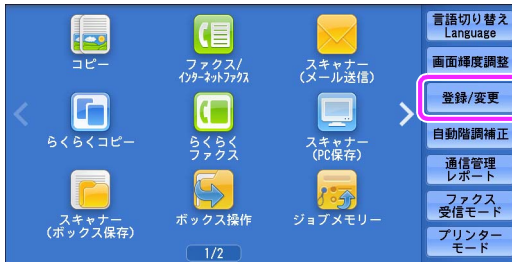 コピー
ファクス/
インターネットファクス
スキャナー
(メール送信)
らくらくコピー
らくらく
ファクス
スキャナー
(PC保存)
スキャナー
(ボックス保存)
ボックス操作
ジョブメモリー
1/2
言語切り替え
Language
画面輝度調整
登録/変更
自動階調補正
通信管理
レポート
ファクス
受信モード
プリンター
モード